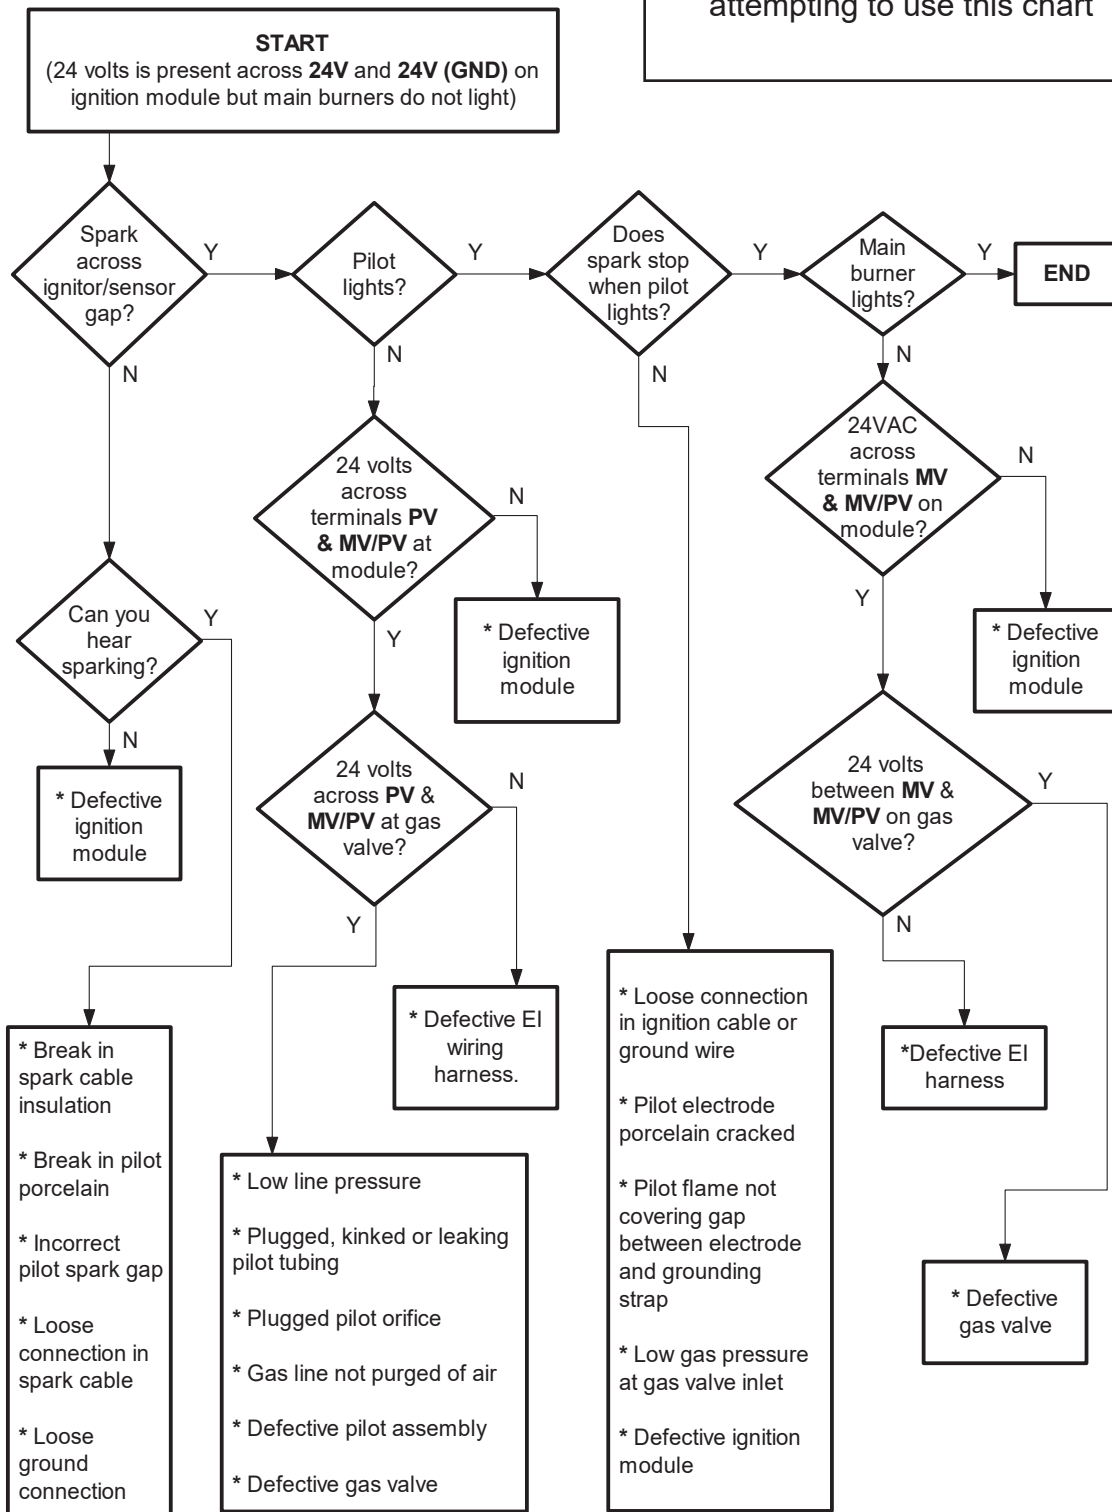 attempting to use this chart
START
(24 volts is present across 24V and 24V (GND) on
ignition module but main burners do not light)
Spark
across
ignitor/sensor
gap?
Y
N
Pilot
lights?
Y
N
Does
spark stop
when pilot
lights?
Y
N
Main
burner
lights?
Y
N
END
Can you
hear
sparking?
Y
N
* Defective
ignition
module
24 volts
across
terminals PV
& MV/PV at
module?
N
Y
* Defective
ignition
module
24 volts
across PV &
MV/PV at gas
valve?
N
Y
24VAC
across
terminals MV
& MV/PV on
module?
N
Y
* Defective
ignition
module
24 volts
between MV &
MV/PV on gas
valve?
Y
N
* Break in
spark cable
insulation
* Break in pilot
porcelain
* Incorrect
pilot spark gap
* Loose
connection in
spark cable
* Loose
ground
connection
* Low line pressure
* Plugged, kinked or leaking
pilot tubing
* Plugged pilot orifice
* Gas line not purged of air
* Defective pilot assembly
* Defective gas valve
* Defective EI
wiring
harness.
* Loose connection
in ignition cable or
ground wire
* Pilot electrode
porcelain cracked
* Pilot flame not
covering gap
between electrode
and grounding
strap
* Low gas pressure
at gas valve inlet
* Defective ignition
module
*Defective EI
harness
* Defective
gas valve